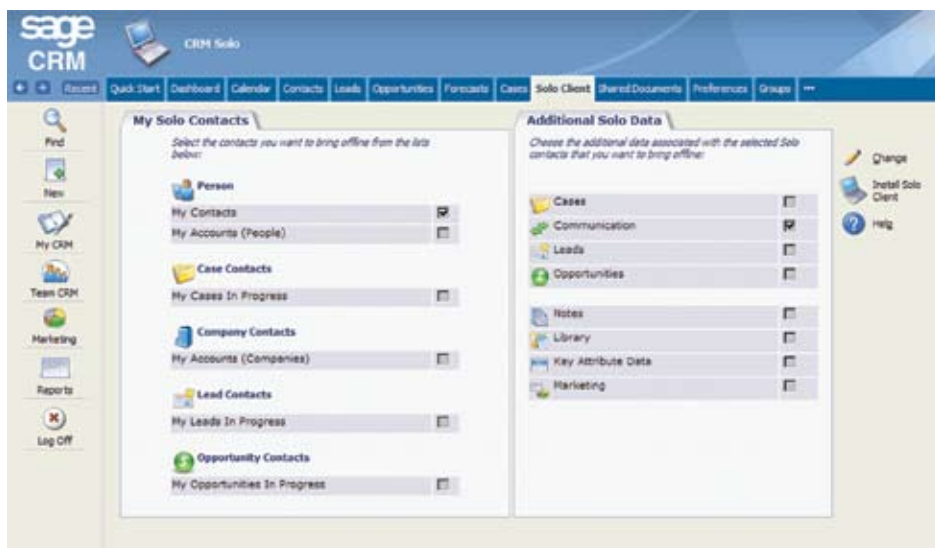 sage
CRM
CRM Solo
Recent
Quick Start Dashboard Calendar Contacts Leads Opportunities Forecasts Cases Solo Client Shared Documents Preferences Groups
Find
New
My CRM
Team CRM
Marketing
Reports
Log Off
My Solo Contacts
Select the contacts you want to bring offline from the lists
below:
Person
My Contacts
My Accounts (People)
Case Contacts
My Cases In Progress
Company Contacts
My Accounts (Companies)
Lead Contacts
My Leads In Progress
Opportunity Contacts
My Opportunities In Progress
Additional Solo Data
Choose the additional data associated with the selected Solo
contacts that you want to bring offline:
Cases
Communication
Leads
Opportunities
Notes
Library
Key Attribute Data
Marketing
Change
Install Solo
Client
Help